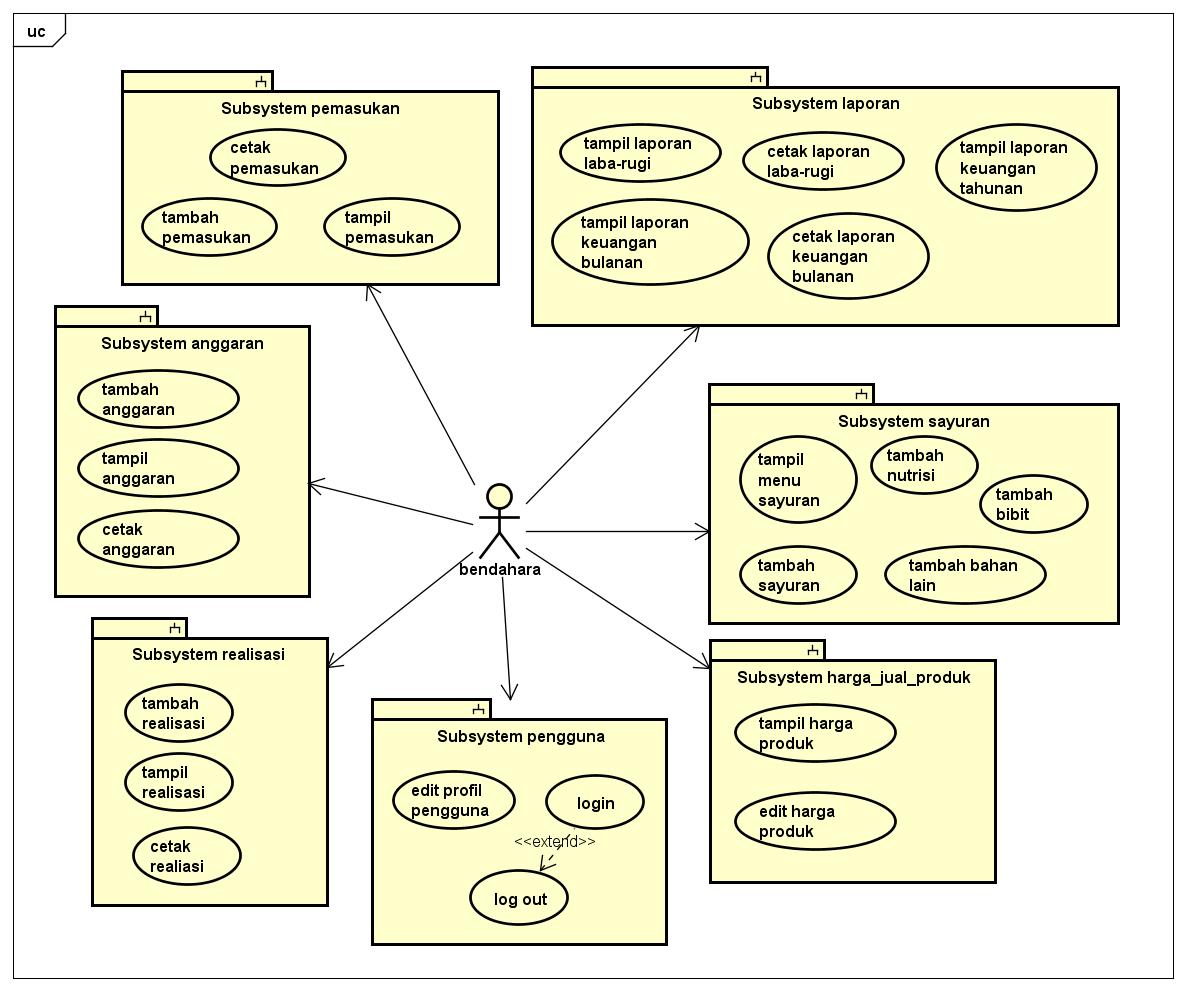 uc
Subsystem pemasukan
cetak
pemasukan
tambah
pemasukan
tampil
pemasukan
Subsystem laporan
tampil laporan
laba-rugi
cetak laporan
laba-rugi
tampil laporan
keuangan
tahunan
tampil laporan
keuangan
bulanan
cetak laporan
keuangan
bulanan
Subsystem anggaran
tambah
anggaran
tampil
anggaran
cetak
anggaran
Subsystem sayuran
tampil
menu
sayuran
tambah
nutrisi
tambah
bibit
tambah
sayuran
tambah bahan
lain
bendahara
Subsystem realisasi
tambah
realisasi
tampil
realisasi
cetak
realiasi
Subsystem pengguna
edit profil
pengguna
login
<<extend>>
log out
Subsystem harga_jual_produk
tampil harga
produk
edit harga
produk